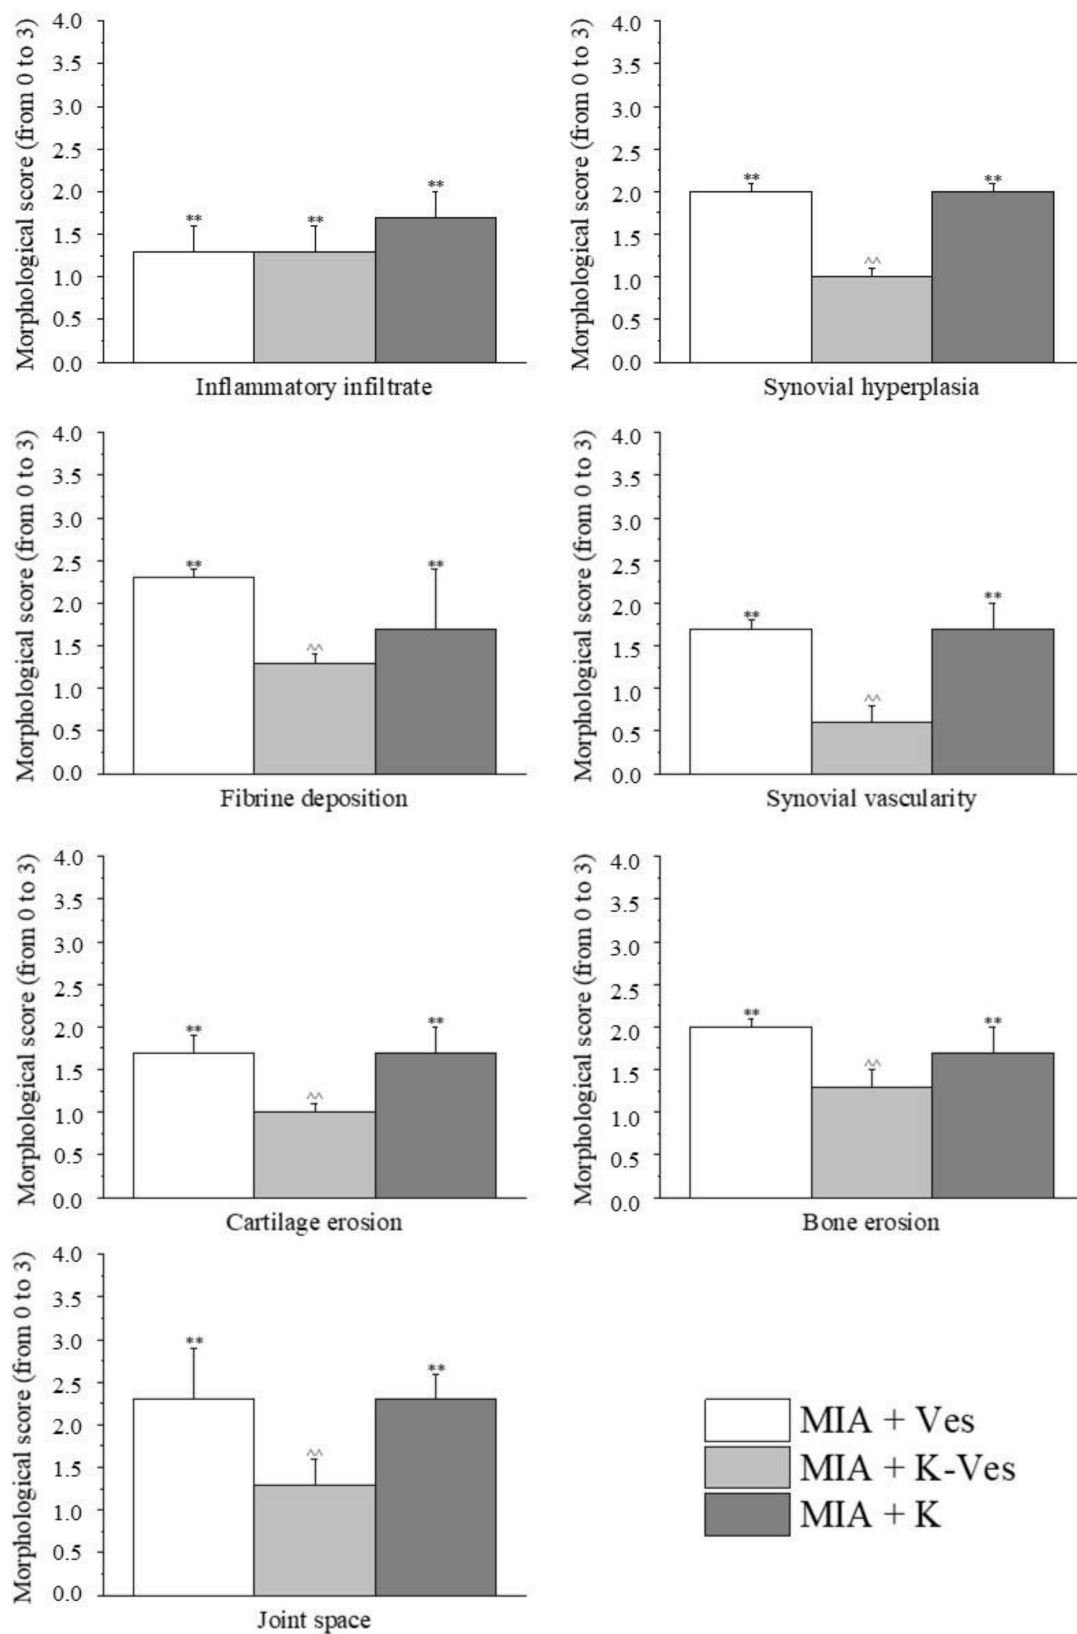 Morphological score (from 0 to 3)
4.0
3.5
3.0
2.5
2.0
1.5
1.0
0.5
0.0
** ** **
Inflammatory infiltrate
Morphological score (from 0 to 3)
4.0
3.5
3.0
2.5
2.0
1.5
1.0
0.5
0.0
** ^^ **
Synovial hyperplasia
Morphological score (from 0 to 3)
4.0
3.5
3.0
2.5
2.0
1.5
1.0
0.5
0.0
** ^^ **
Fibrine deposition
Morphological score (from 0 to 3)
4.0
3.5
3.0
2.5
2.0
1.5
1.0
0.5
0.0
** ^^ **
Synovial vascularity
Morphological score (from 0 to 3)
4.0
3.5
3.0
2.5
2.0
1.5
1.0
0.5
0.0
** ^^ **
Cartilage erosion
Morphological score (from 0 to 3)
4.0
3.5
3.0
2.5
2.0
1.5
1.0
0.5
0.0
** ^^ **
Bone erosion
Morphological score (from 0 to 3)
4.0
3.5
3.0
2.5
2.0
1.5
1.0
0.5
0.0
** ^^ **
Joint space
MIA + Ves
MIA + K-Ves
MIA + K